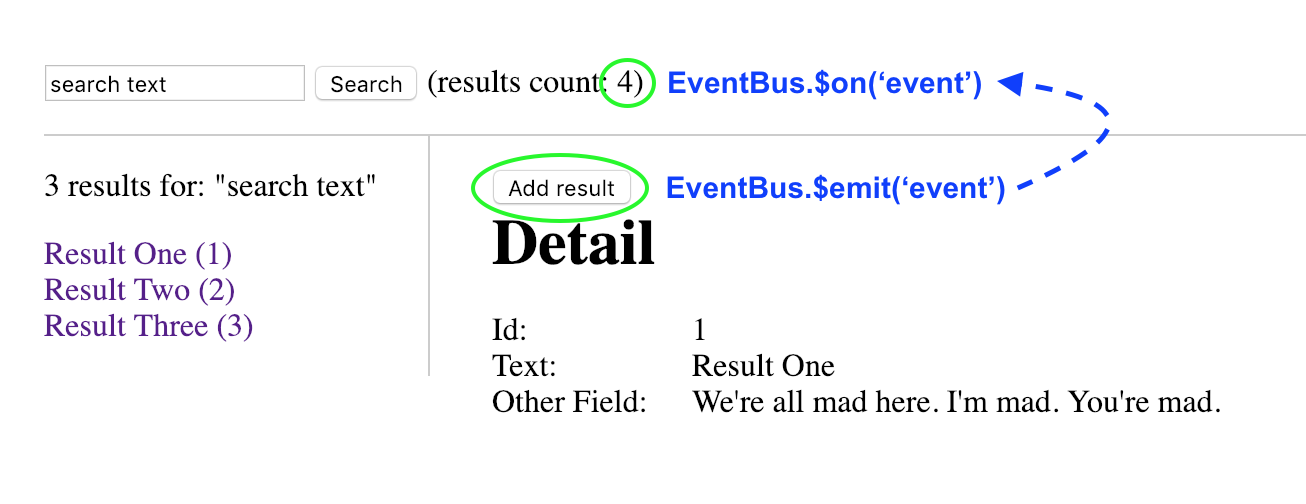 search text Search (results count: 4) EventBus.$on(‘event’)
3 results for: "search text"
Result One (1)
Result Two (2)
Result Three (3)
Add result EventBus.$emit(‘event’)
Detail
Id: 1
Text: Result One
Other Field: We're all mad here. I'm mad. You're mad.